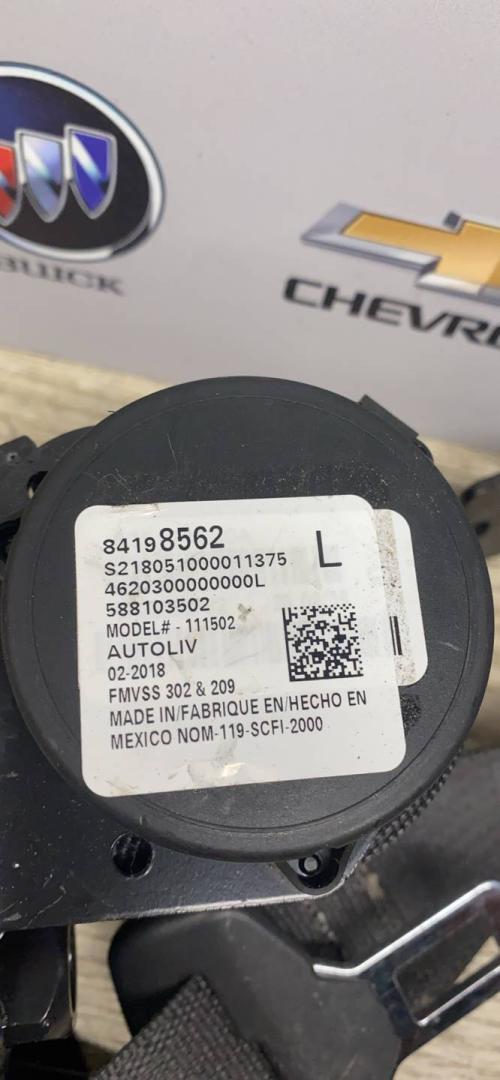 BUICK
CHEVRO
84198562 L
S218051000011375
4620300000000L
588103502
MODEL# - 111502
AUTOLIV
02-2018
FMVSS 302 & 209
MADE IN/FABRIQUE EN/HECHO EN
MEXICO NOM-119-SCFI-2000